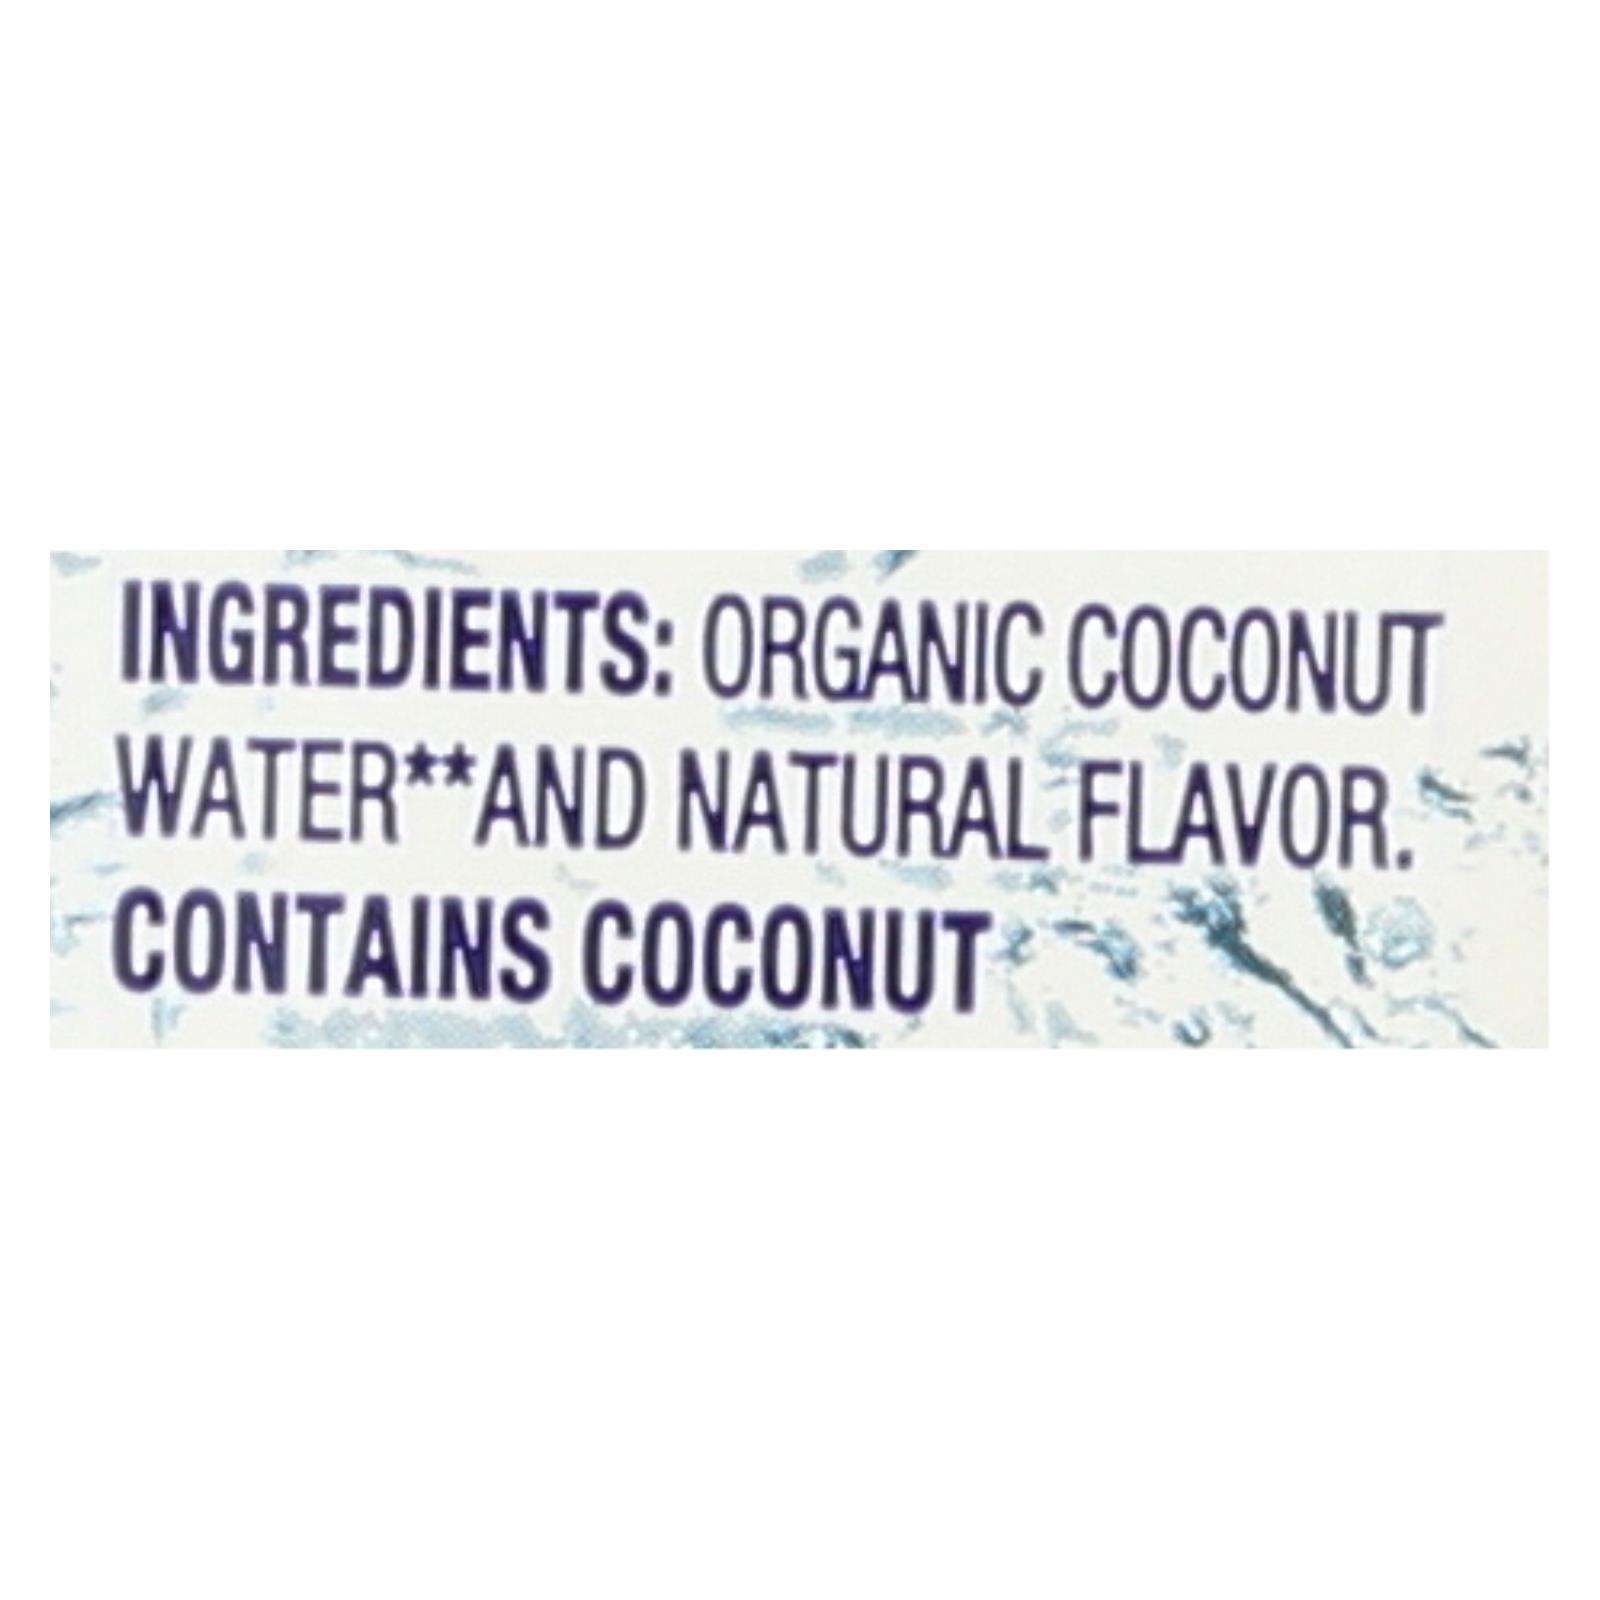 INGREDIENTS: ORGANIC COCONUT
WATER**AND NATURAL FLAVOR.
CONTAINS COCONUT